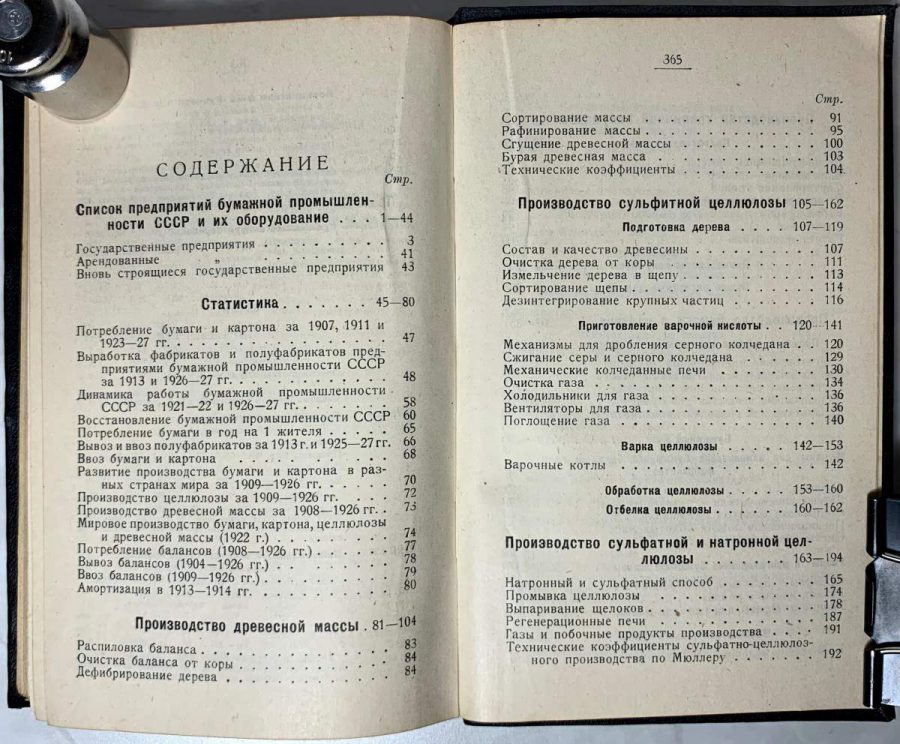 СОДЕРЖАНИЕ
Стр.
Список предприятий бумажной промышлен-
ности СССР и их оборудование . . . 1—44
Государственные предприятия . . . . . . . . . . 3
Арендованные „ . . . . . . . . . . 41
Вновь строящиеся государственные предприятия 43
Статистика . . . . . . . 45—80
Потребление бумаги и картона за 1907, 1911 и
1923—27 гг. . . . . . . . . . . . . . . . . 47
Выработка фабрикатов и полуфабрикатов пред-
приятиями бумажной промышленности СССР
за 1913 и 1926—27 гг. . . . . . . . . . . . 48
Динамика работы бумажной промышленности
СССР за 1921—22 и 1926—27 гг. . . . . . . . 58
Восстановление бумажной промышленности СССР 60
Потребление бумаги в год на 1 жителя . . . . . 65
Вывоз и ввоз полуфабрикатов за 1913 г. и 1925—27 гг. 66
Ввоз бумаги и картона . . . . . . . . . . . . 68
Развитие производства бумаги и картона в раз-
ных странах мира за 1909—1926 гг. . . . . . 70
Производство целлюлозы за 1909—1926 гг. . . . . 72
Производство древесной массы за 1908—1926 гг. . . 73
Мировое производство бумаги, картона, целлюлозы
и древесной массы (1922 г.) . . . . . . . . . 74
Потребление балансов (1908—1926 гг.) . . . . . . 77
Вывоз балансов (1904—1926 гг.) . . . . . . . . . 78
Ввоз балансов (1909—1926 гг.) . . . . . . . . . . 79
Амортизация в 1913—1914 гг. . . . . . . . . . . 80
Производство древесной массы . 81—104
Распиловка баланса . . . . . . . . . . . . . . 83
Очистка баланса от коры . . . . . . . . . . . . 84
Дефибрирование дерева . . . . . . . . . . . . . 84
365
Стр.
Сортирование массы . . . . . . . . . . . . . . 91
Рафинирование массы . . . . . . . . . . . . . . 95
Сгущение древесной массы . . . . . . . . . . . 100
Бурая древесная масса . . . . . . . . . . . . . 103
Технические коэффициенты . . . . . . . . . . . 104
Производство сульфитной целлюлозы 105—162
Подготовка дерева . . . . 107—119
Состав и качество древесины . . . . . . . . . . 107
Очистка дерева от коры . . . . . . . . . . . . 111
Измельчение дерева в щепу . . . . . . . . . . . 113
Сортирование щепы . . . . . . . . . . . . . . . 114
Дезинтегрирование крупных частиц . . . . . . . 116
Приготовление варочной кислоты . . 120—141
Механизмы для дробления серного колчедана . . 120
Сжигание серы и серного колчедана . . . . . . . 129
Механические колчеданные печи . . . . . . . . . 130
Очистка газа . . . . . . . . . . . . . . . . . 134
Холодильники для газа . . . . . . . . . . . . . 136
Вентиляторы для газа . . . . . . . . . . . . . 136
Поглощение газа . . . . . . . . . . . . . . . . 140
Варка целлюлозы . . . . . 142—153
Варочные котлы . . . . . . . . . . . . . . . . 142
Обработка целлюлозы . . . . . 153—160
Отбелка целлюлозы . . . . . . 160—162
Производство сульфатной и натронной цел-
люлозы . . . . . . . . . 163—194
Натронный и сульфатный способ . . . . . . . . . 165
Промывка целлюлозы . . . . . . . . . . . . . . 174
Выпаривание щелоков . . . . . . . . . . . . . . 178
Регенерационные печи . . . . . . . . . . . . . 187
Газы и побочные продукты производства . . . . . 191
Технические коэффициенты сульфатно-целлюлоз-
ного производства по Мюллеру . . . . . . . . 192